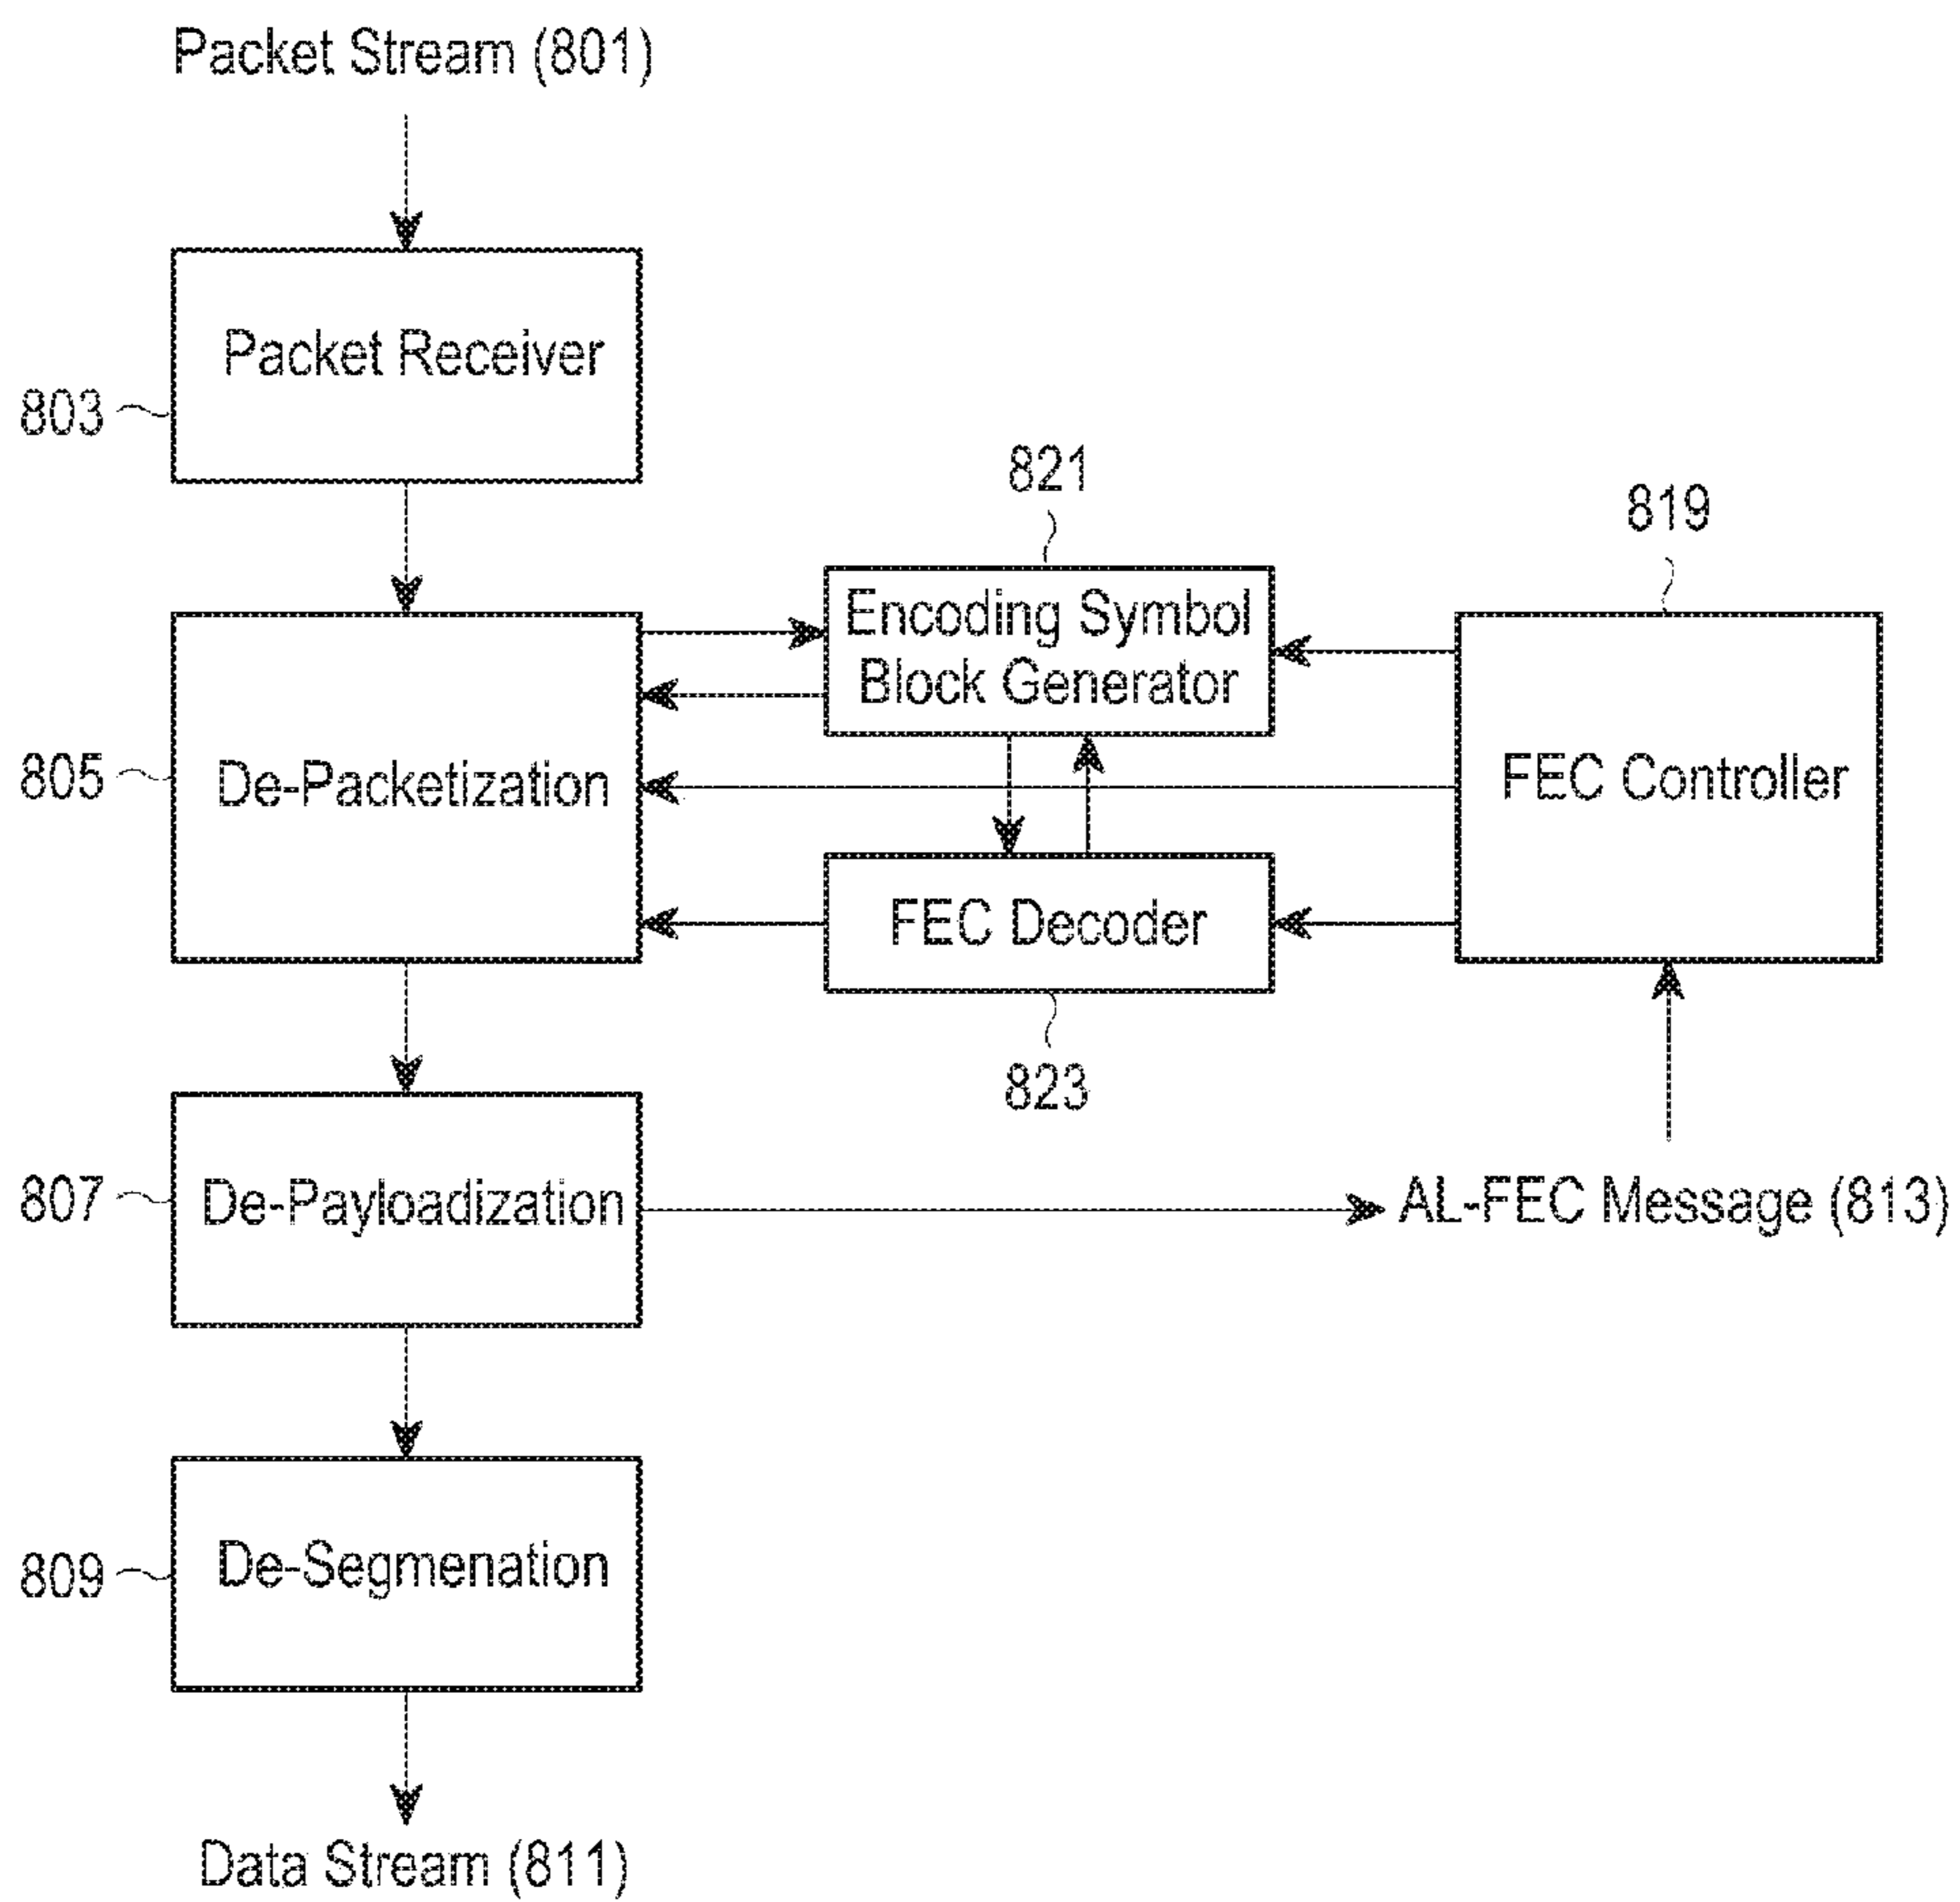 Packet Stream (801)
Packet Receiver
803
821
819
Encoding Symbol
Block Generator
805
De-Packetization
FEC Controller
FEC Decoder
823
807
De-Payloadization
AL-FEC Message (813)
809
De-Segmenation
Data Stream (811)